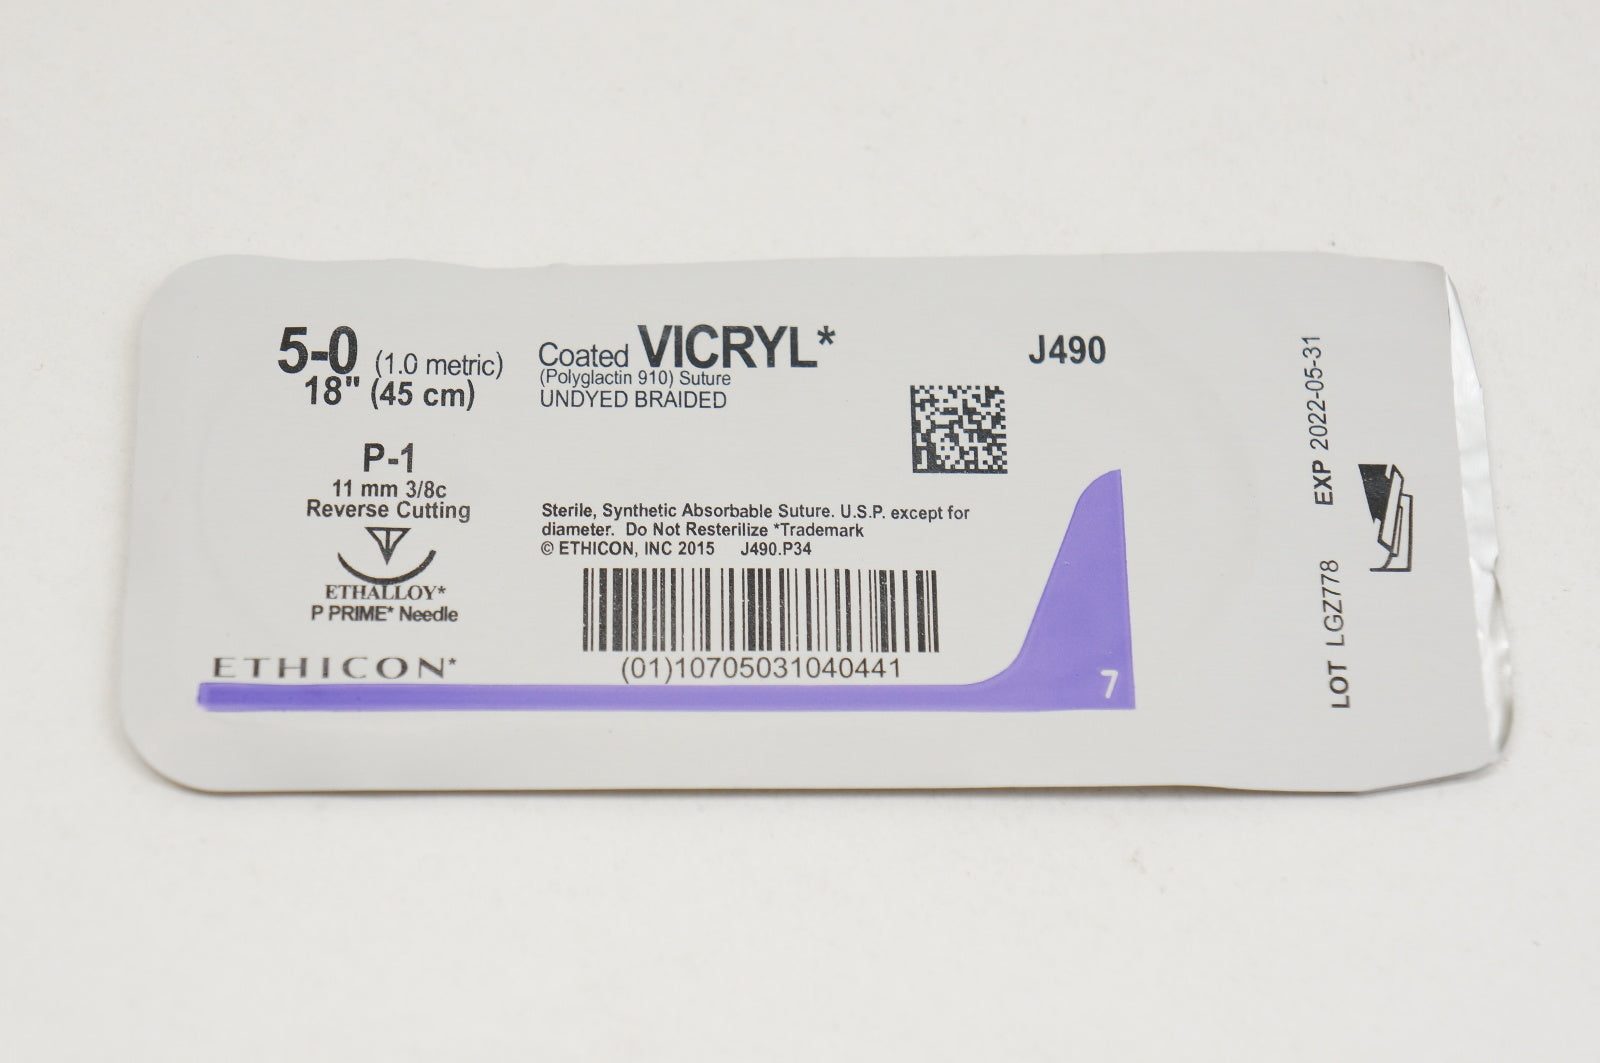 5-0 (1.0 metric)
18" (45 cm)
P-1
11 mm 3/8c
Reverse Cutting
ETHALLOY*
P PRIME* Needle
ETHICON*
Coated VICRYL*
(Polyglactin 910) Suture
UNDYED BRAIDED
J490
Sterile, Synthetic Absorbable Suture. U.S.P. except for
diameter. Do Not Resterilize *Trademark
© ETHICON, INC 2015 J490.P34
(01)10705031040441
7
LOT LGZ778 EXP 2022-05-31